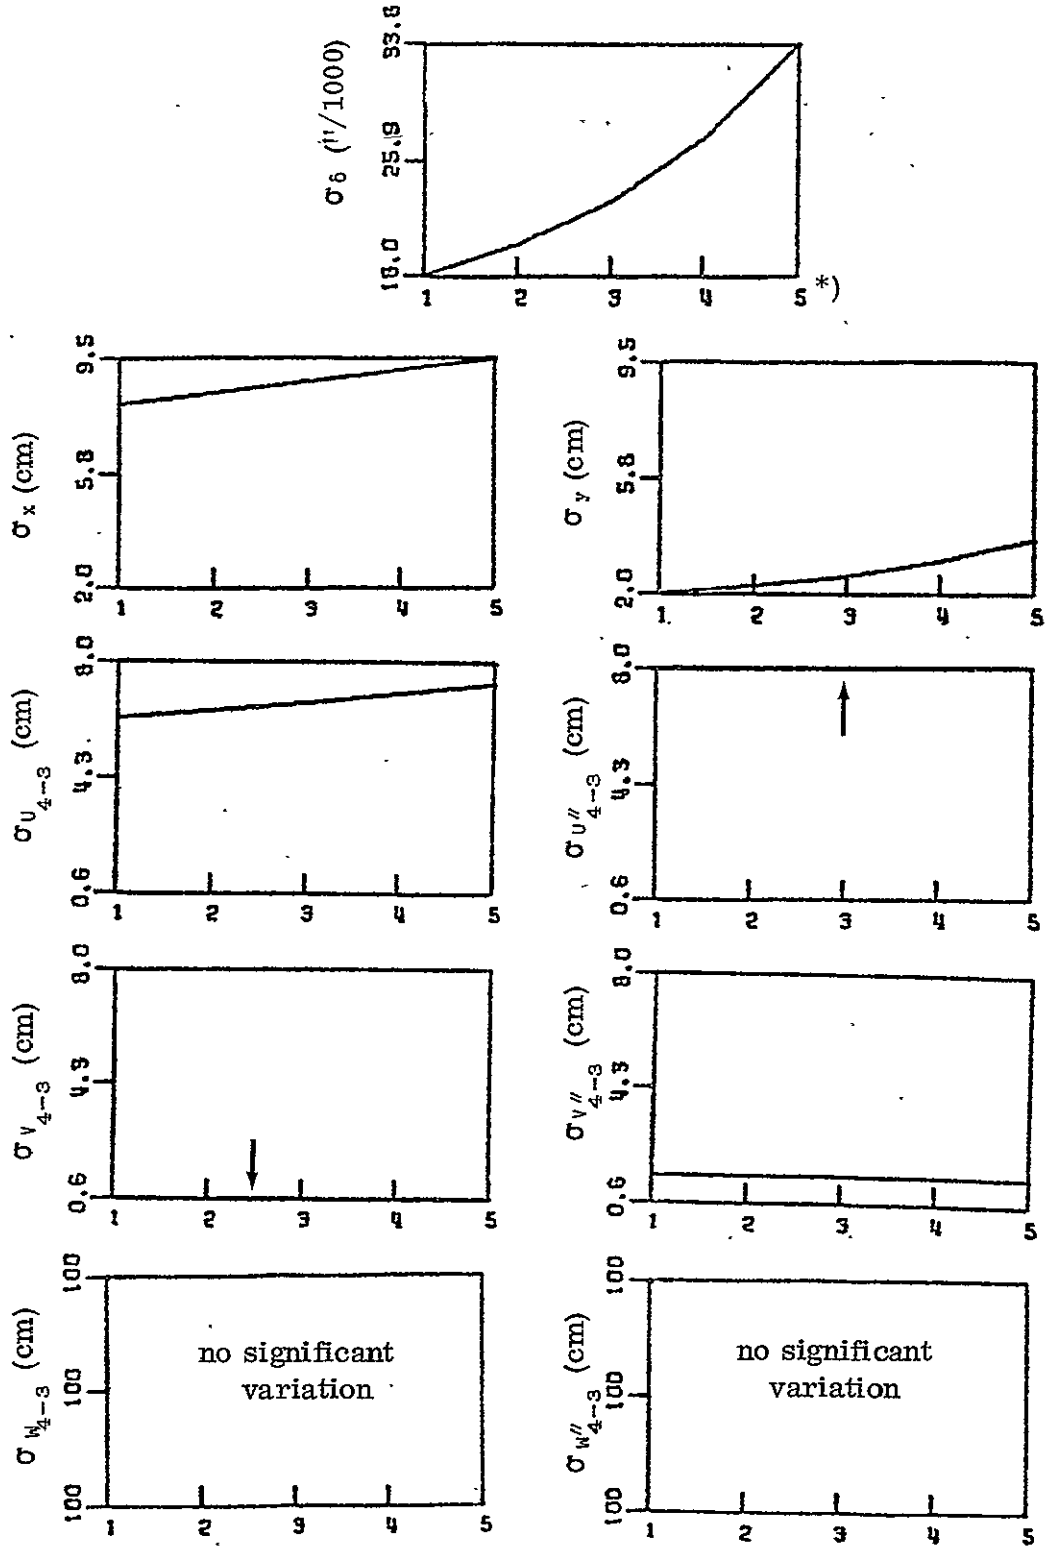 σδ ("/1000)
33.8
25.9
18.0
1 2 3 4 5 *)
σx (cm)
9.5
5.8
2.0
1 2 3 4 5
σy (cm)
9.5
5.8
2.0
1. 2 3 4 5
σU4-3 (cm)
8.0
4.3
0.6
1 2 3 4 5
σU″4-3 (cm)
8.0
4.3
0.6
1 2 3 4 5
σV4-3 (cm)
8.0
4.3
0.6
1 2 3 4 5
σV″4-3 (cm)
8.0
4.3
0.6
1 2 3 4 5
σW4-3 (cm)
100
100
100
no significant
variation
1 2 3 4 5
σW″4-3 (cm)
100
100
100
no significant
variation
1 2 3 4 5